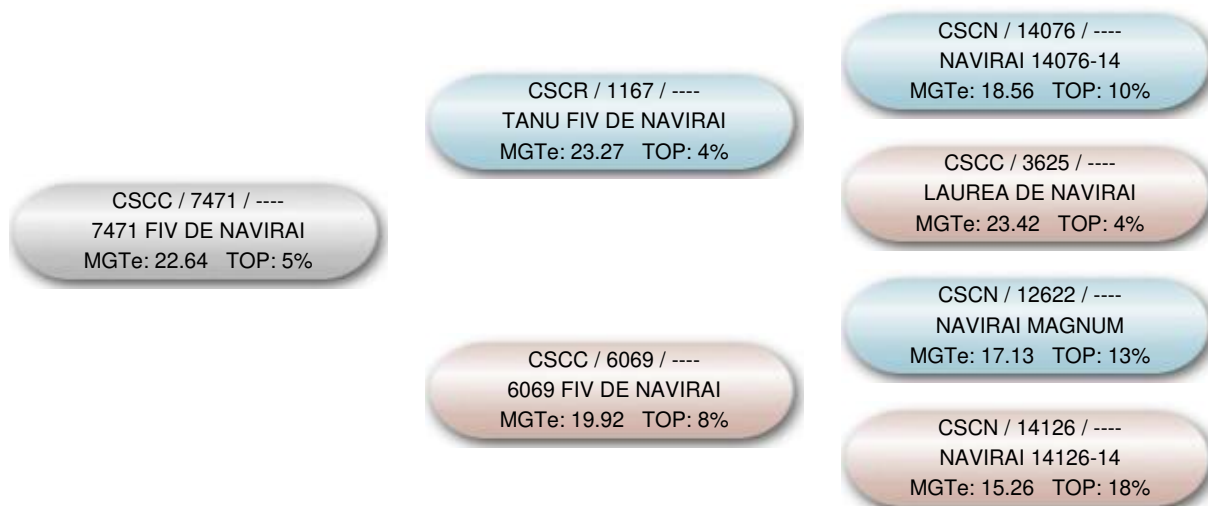 CSCC / 7471 / ----
7471 FIV DE NAVIRAI
MGTe: 22.64 TOP: 5%
CSCR / 1167 / ----
TANU FIV DE NAVIRAI
MGTe: 23.27 TOP: 4%
CSCC / 6069 / ----
6069 FIV DE NAVIRAI
MGTe: 19.92 TOP: 8%
CSCN / 14076 / ----
NAVIRAI 14076-14
MGTe: 18.56 TOP: 10%
CSCC / 3625 / ----
LAUREA DE NAVIRAI
MGTe: 23.42 TOP: 4%
CSCN / 12622 / ----
NAVIRAI MAGNUM
MGTe: 17.13 TOP: 13%
CSCN / 14126 / ----
NAVIRAI 14126-14
MGTe: 15.26 TOP: 18%